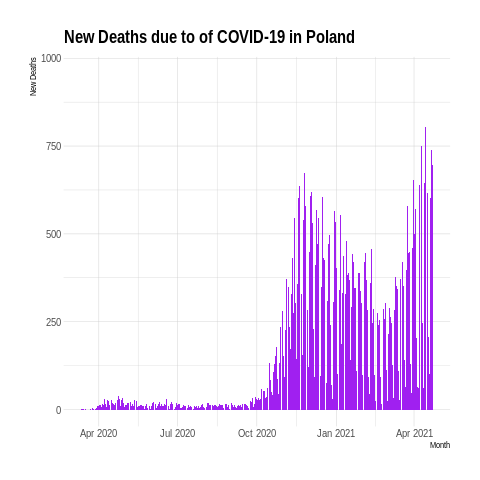 New Deaths due to of COVID-19 in Poland
New Deaths
1000
750
500
250
0
Apr 2020
Jul 2020
Oct 2020
Jan 2021
Apr 2021
Month